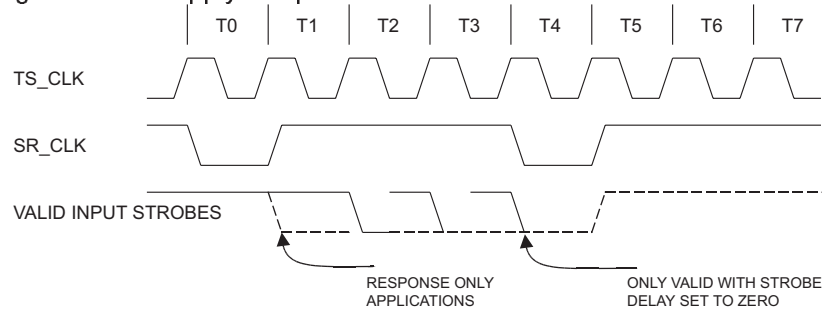 T0 T1 T2 T3 T4 T5 T6 T7
TS_CLK
SR_CLK
VALID INPUT STROBES
RESPONSE ONLY
APPLICATIONS
ONLY VALID WITH STROBE
DELAY SET TO ZERO